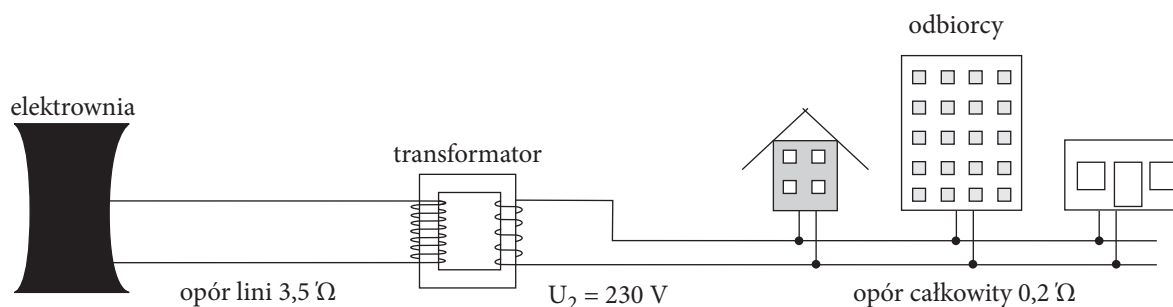 odbiorcy
elektrownia
transformator
opór lini 3,5 Ω
U₂ = 230 V
opór całkowity 0,2 Ω